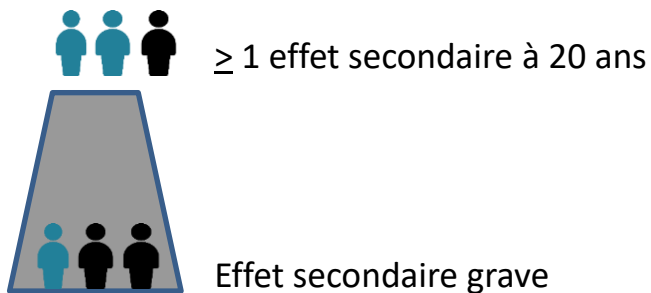 ≥ 1 effet secondaire à 20 ans
Effet secondaire grave